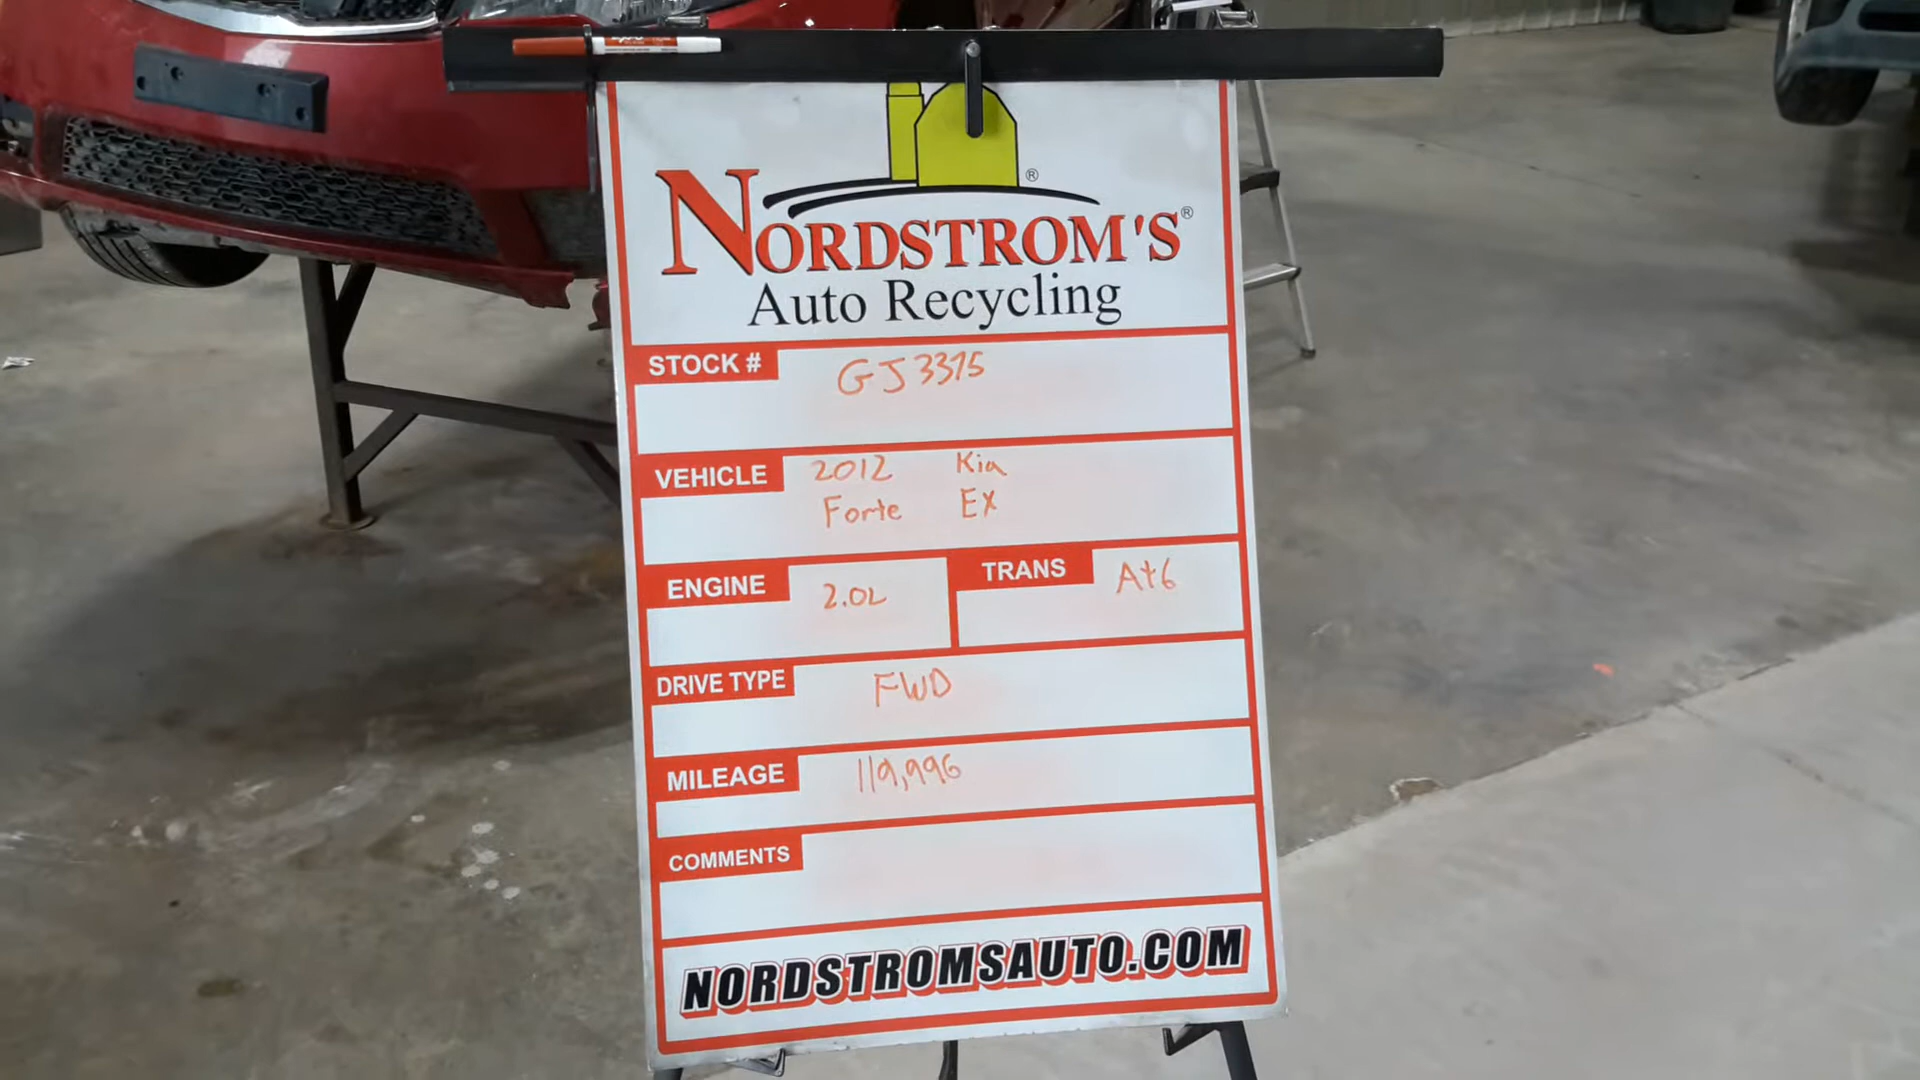 NORDSTROM'S®
Auto Recycling
STOCK # GJ3375
VEHICLE 2012 Kia
Forte EX
ENGINE 2.0L TRANS At6
DRIVE TYPE FWD
MILEAGE 119,996
COMMENTS
NORDSTROMSAUTO.COM